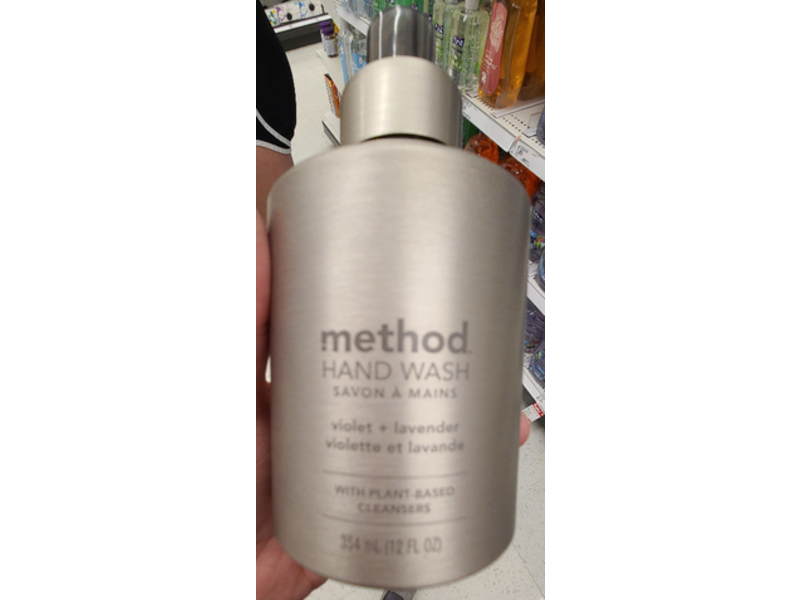 method
HAND WASH
SAVON À MAINS
violet + lavender
violette et lavande
WITH PLANT-BASED
CLEANSERS
354 mL (12 FL OZ)